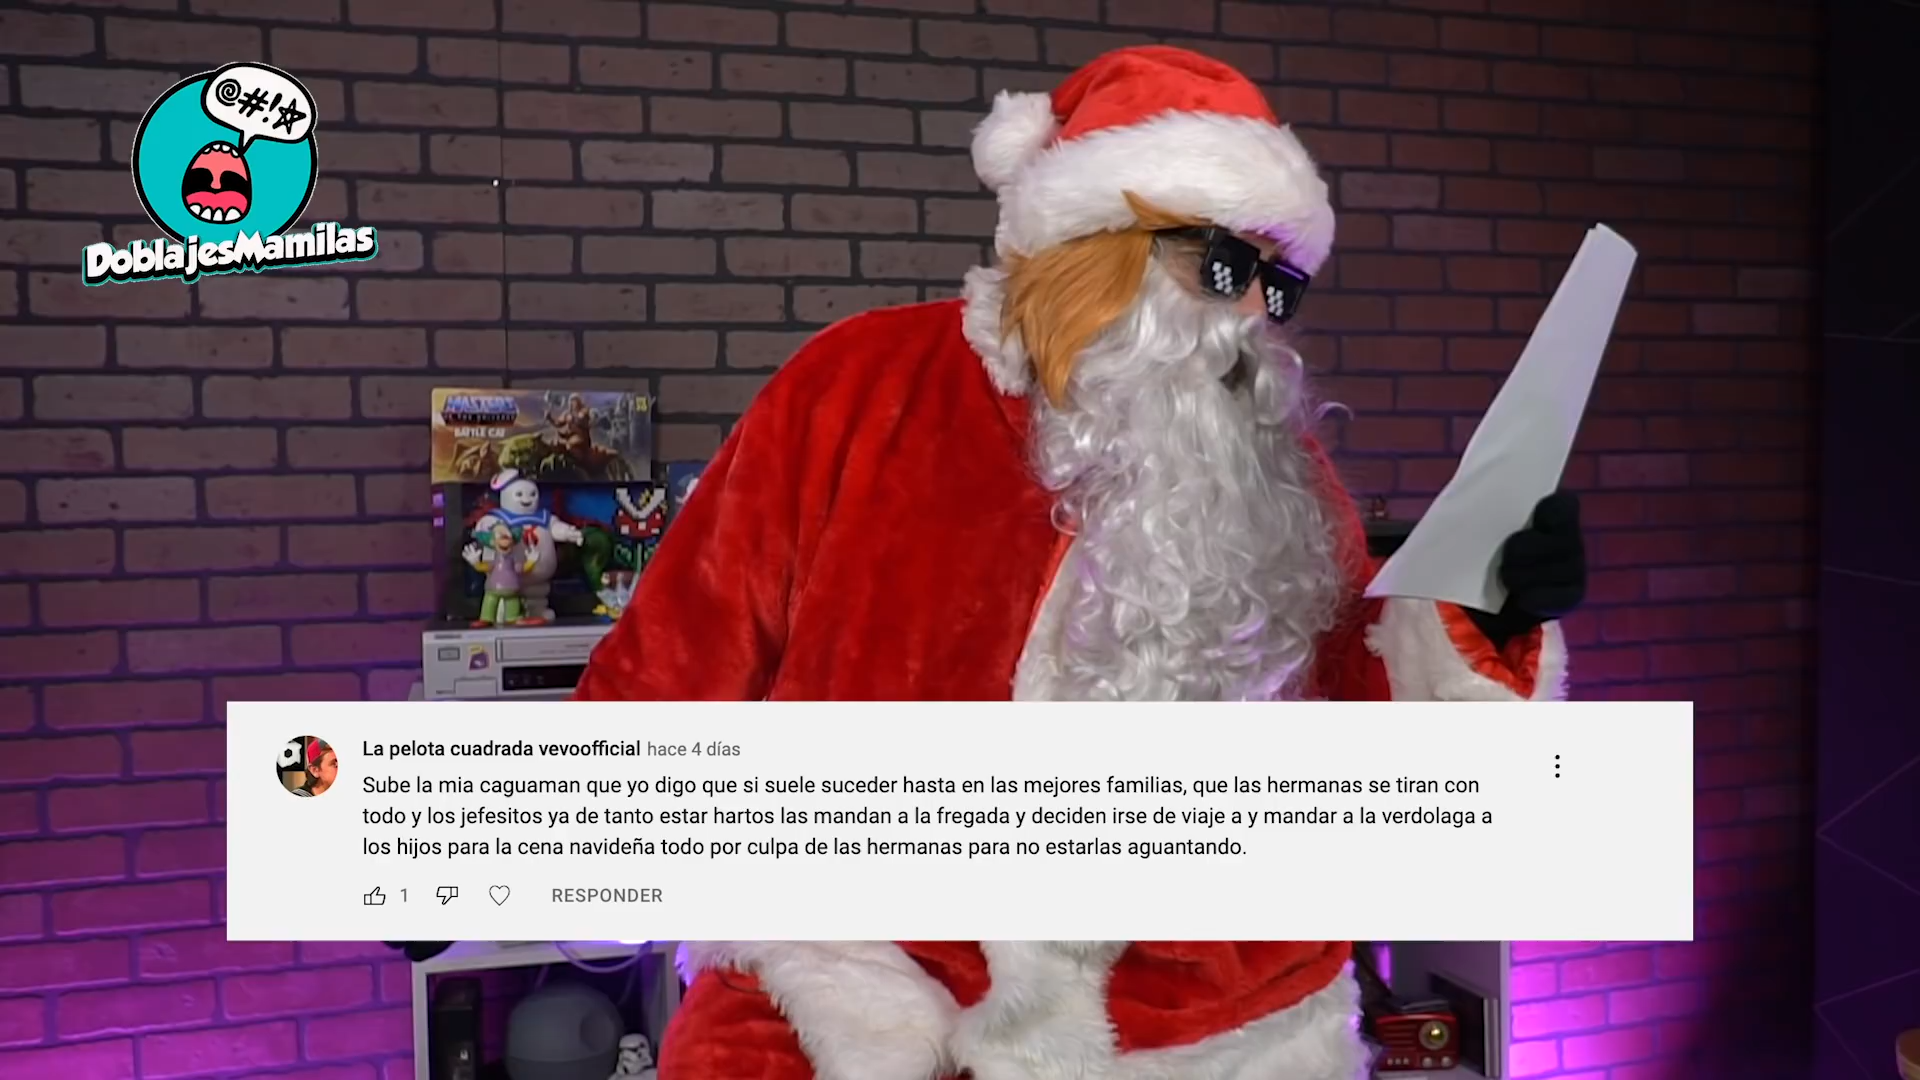 @#!
DoblajesMamilas
MASTERS
BATTLE CAT
La pelota cuadrada vevoofficial hace 4 días
Sube la mia caguaman que yo digo que si suele suceder hasta en las mejores familias, que las hermanas se tiran con
todo y los jefesitos ya de tanto estar hartos las mandan a la fregada y deciden irse de viaje a y mandar a la verdolaga a
los hijos para la cena navideña todo por culpa de las hermanas para no estarlas aguantando.
1 RESPONDER